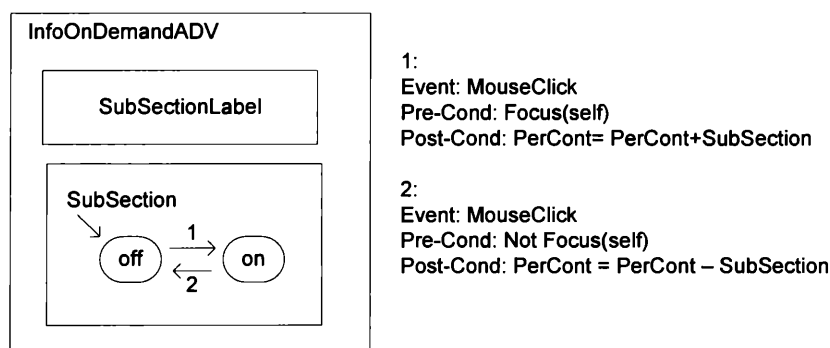 InfoOnDemandADV
SubSectionLabel
SubSection
1
off
on
2
1:
Event: MouseClick
Pre-Cond: Focus(self)
Post-Cond: PerCont= PerCont+SubSection
2:
Event: MouseClick
Pre-Cond: Not Focus(self)
Post-Cond: PerCont = PerCont – SubSection